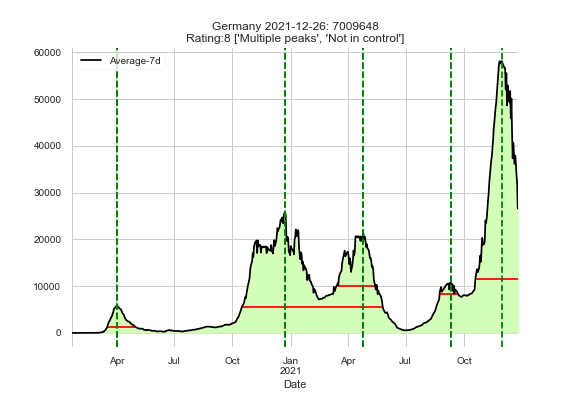 Germany 2021-12-26: 7009648
Rating:8 ['Multiple peaks', 'Not in control']
Average-7d
60000
50000
40000
30000
20000
10000
0
Apr Jul Oct Jan Apr Jul Oct
2021
Date